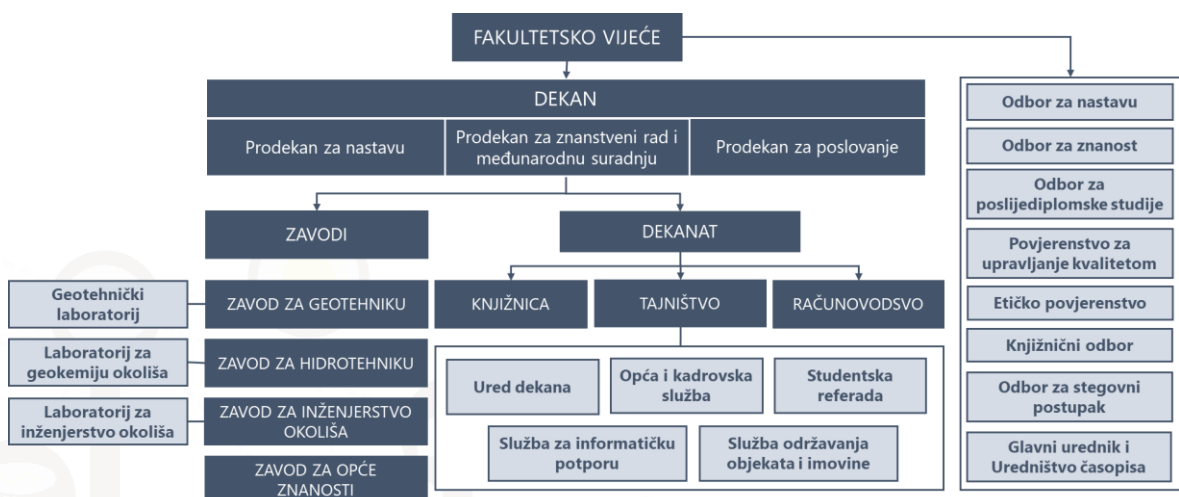 FAKULTETSKO VIJEĆE
DEKAN
Prodekan za nastavu
Prodekan za znanstveni rad i
međunarodnu suradnju
Prodekan za poslovanje
ZAVODI
DEKANAT
Geotehnički
laboratorij
ZAVOD ZA GEOTEHNIKU
KNJIŽNICA
TAJNIŠTVO
RAČUNOVODSVO
Laboratorij za
geokemiju okoliša
ZAVOD ZA HIDROTEHNIKU
Laboratorij za
inženjerstvo okoliša
ZAVOD ZA INŽENJERSTVO
OKOLIŠA
ZAVOD ZA OPĆE
ZNANOSTI
Ured dekana
Opća i kadrovska
služba
Studentska
referada
Služba za informatičku
potporu
Služba održavanja
objekata i imovine
Odbor za nastavu
Odbor za znanost
Odbor za
poslijediplomske studije
Povjerenstvo za
upravljanje kvalitetom
Etičko povjerenstvo
Knjižnični odbor
Odbor za stegovni
postupak
Glavni urednik i
Uredništvo časopisa